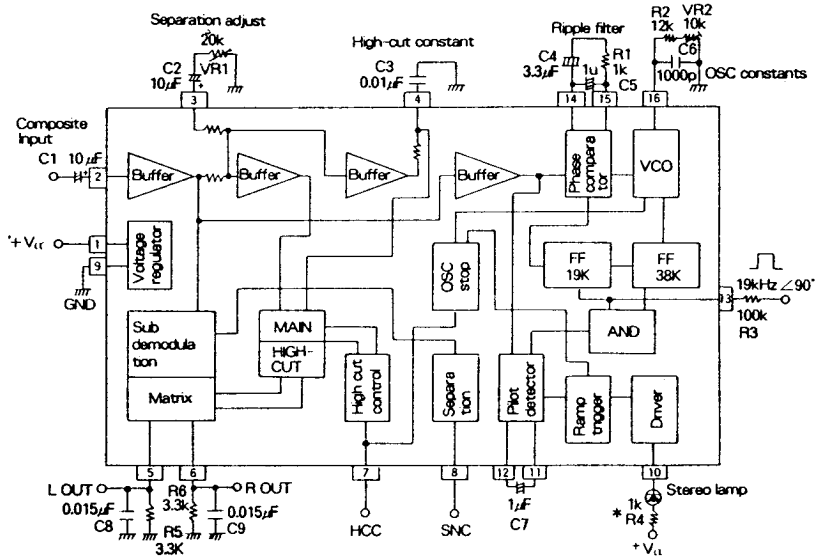 Separation adjust
20k
VR1
C2
10μF
+
3
High-cut constant
C3
0.01μF
4
Ripple filter
C4
3.3μF
R1
1k
1u
C5
14
15
R2
12k
VR2
10k
C6
1000p
OSC constants
16
Composite
Input
C1 10μF
+
2
Buffer
Buffer
Buffer
Buffer
Phase
compara
tor
VCO
+ Vcc
1
9
GND
Voltage
regulator
OSC
stop
FF
19K
FF
38K
19kHz ∠90°
13
100k
R3
AND
Sub
demodula
tion
Matrix
MAIN
HIGH-
CUT
High cut
control
Separa
tion
Pilot
detector
Ramp
trigger
Driver
5
6
7
8
12
11
10
L OUT
R OUT
0.015μF
C8
R6
3.3k
R5
3.3K
0.015μF
C9
HCC
SNC
1μF
C7
1k
* R4
Stereo lamp
+ Vcc